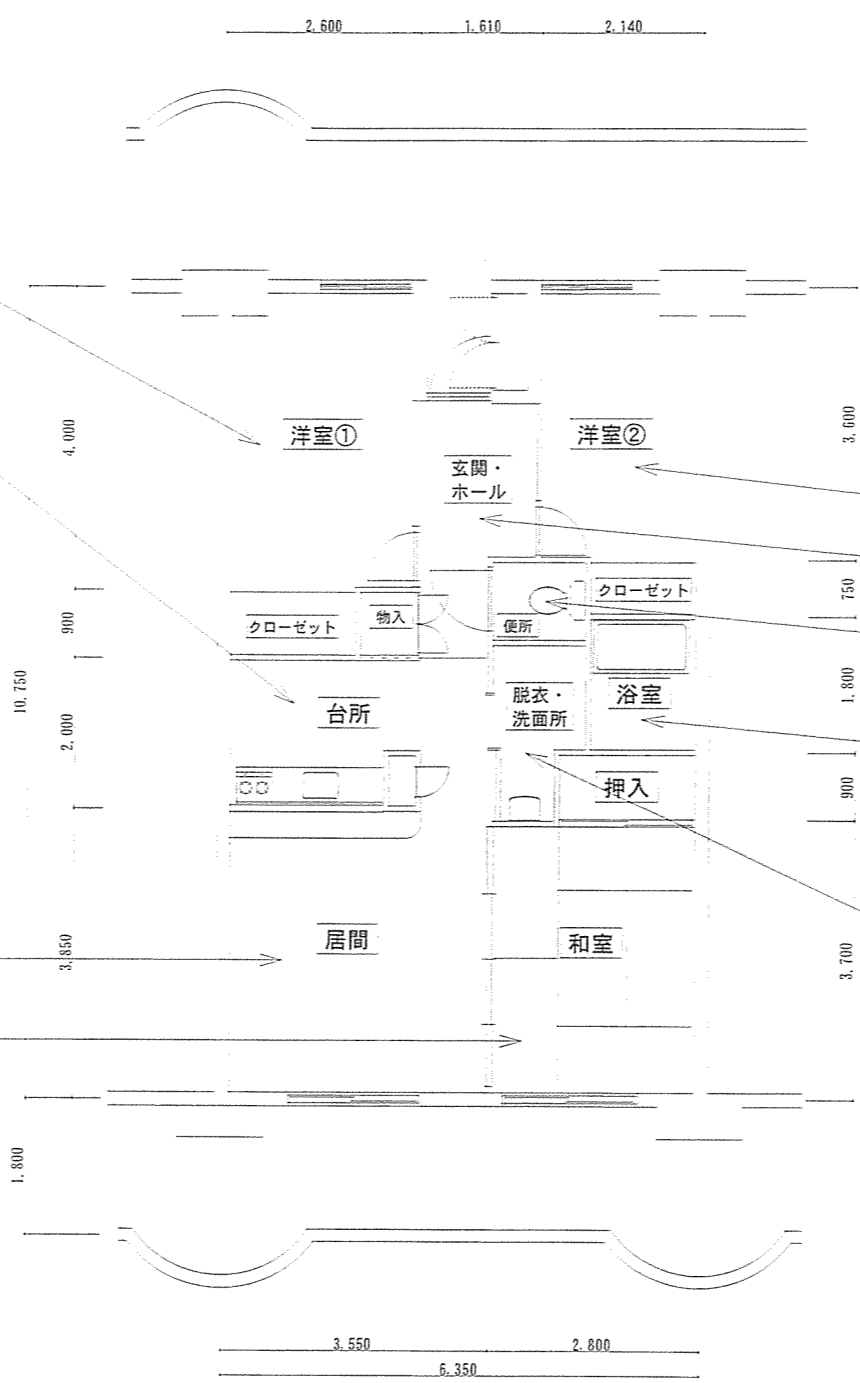 2,600
1,610
2,140
4,000
洋室①
洋室②
3,600
玄関・
ホール
900
クローゼット
物入
便所
クローゼット
750
10,750
2,000
台所
脱衣・
洗面所
浴室
1,800
押入
900
3,850
居間
和室
3,700
1,800
3,550
2,800
6,350